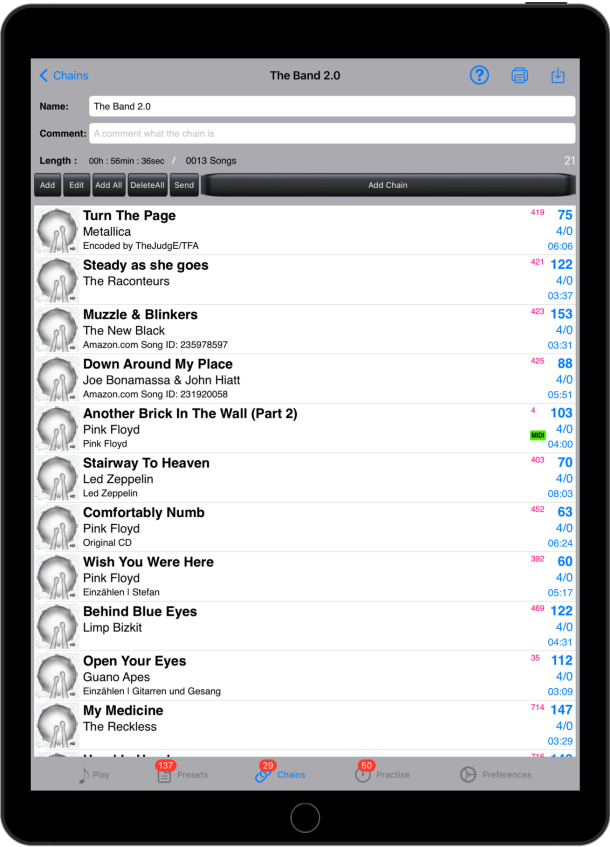 Chains
The Band 2.0
?
Name: The Band 2.0
Comment: A comment what the chain is
Length : 00h : 56min : 36sec / 0013 Songs 21
Add Edit Add All DeleteAll Send Add Chain
Turn The Page 419 75
Metallica 4/0
Encoded by TheJudgE/TFA 06:06
Steady as she goes 421 122
The Raconteurs 4/0
03:37
Muzzle & Blinkers 423 153
The New Black 4/0
Amazon.com Song ID: 235978597 03:31
Down Around My Place 425 88
Joe Bonamassa & John Hiatt 4/0
Amazon.com Song ID: 231920058 05:51
Another Brick In The Wall (Part 2) 4 103
Pink Floyd MIDI 4/0
Pink Floyd 04:00
Stairway To Heaven 403 70
Led Zeppelin 4/0
Led Zeppelin 08:03
Comfortably Numb 452 63
Pink Floyd 4/0
Original CD 06:24
Wish You Were Here 392 60
Pink Floyd 4/0
Einzählen I Stefan 05:17
Behind Blue Eyes 469 122
Limp Bizkit 4/0
04:31
Open Your Eyes 35 112
Guano Apes 4/0
Einzählen I Gitarren und Gesang 03:09
My Medicine 714 147
The Reckless 4/0
03:29
137 29 50
Play Presets Chains Practise Preferences